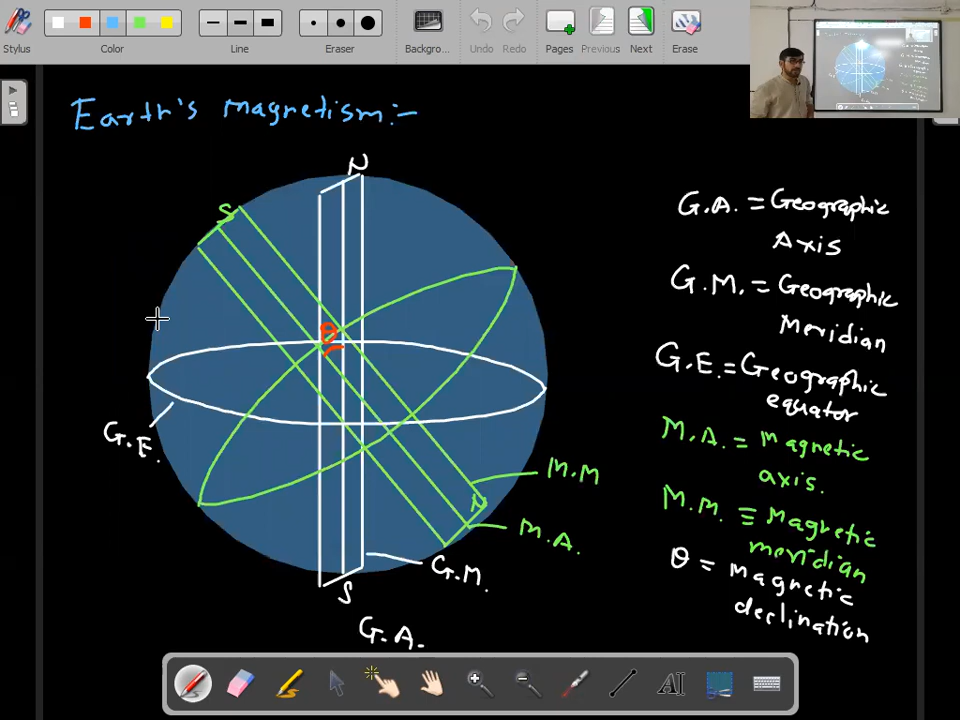 Stylus
Color
Line
Eraser
Backgro...
Undo
Redo
Pages
Previous
Next
Erase
Earth's magnetism:-
N
S
θ
G.E.
M.M
N
M.A.
G.M.
S
G.A.
G.A. = Geographic
Axis
G.M. = Geographic
Meridian
G.E. = Geographic
equator
M.A. = magnetic
axis.
M.M. = magnetic
meridian
θ = magnetic
declination